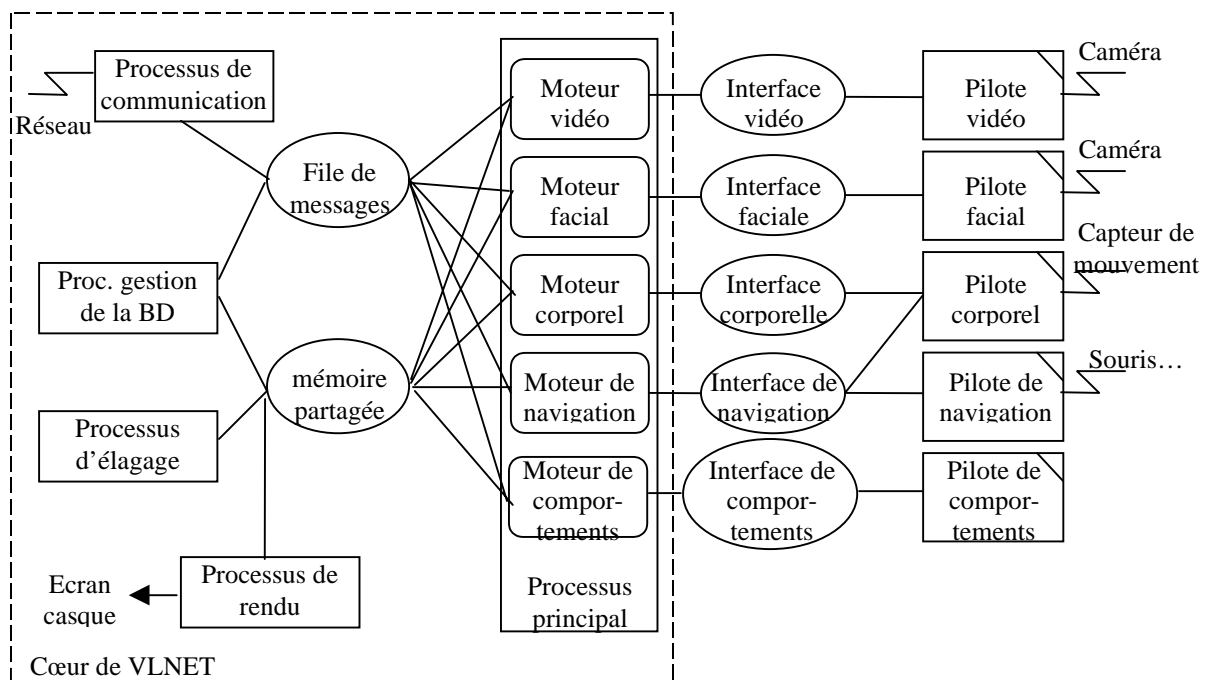 Processus de
communication
Réseau
File de
messages
Proc. gestion
de la BD
mémoire
partagée
Processus
d’élagage
Processus de
rendu
Ecran
casque
Cœur de VLNET
Moteur
vidéo
Moteur
facial
Moteur
corporel
Moteur de
navigation
Moteur de
compor-
tements
Processus
principal
Interface
vidéo
Interface
faciale
Interface
corporelle
Interface de
navigation
Interface de
compor-
tements
Pilote
vidéo
Pilote
facial
Pilote
corporel
Pilote de
navigation
Pilote de
compor-
tements
Caméra
Caméra
Capteur de
mouvement
Souris…